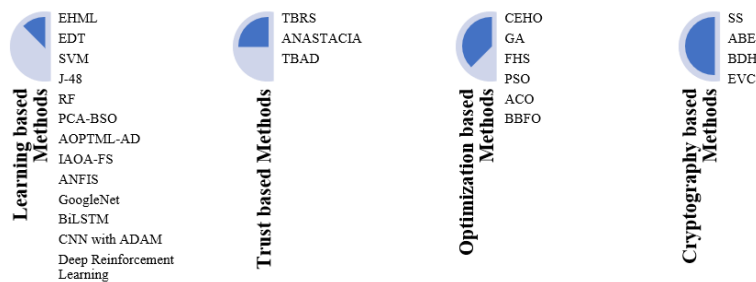 Learning based
Methods
EHML
EDT
SVM
J-48
RF
PCA-BSO
AOPTML-AD
IAOA-FS
ANFIS
GoogleNet
BiLSTM
CNN with ADAM
Deep Reinforcement
Learning
Trust based Methods
TBRS
ANASTACIA
TBAD
Optimization based
Methods
CEHO
GA
FHS
PSO
ACO
BBFO
Cryptography based
Methods
SS
ABE
BDH
EVC